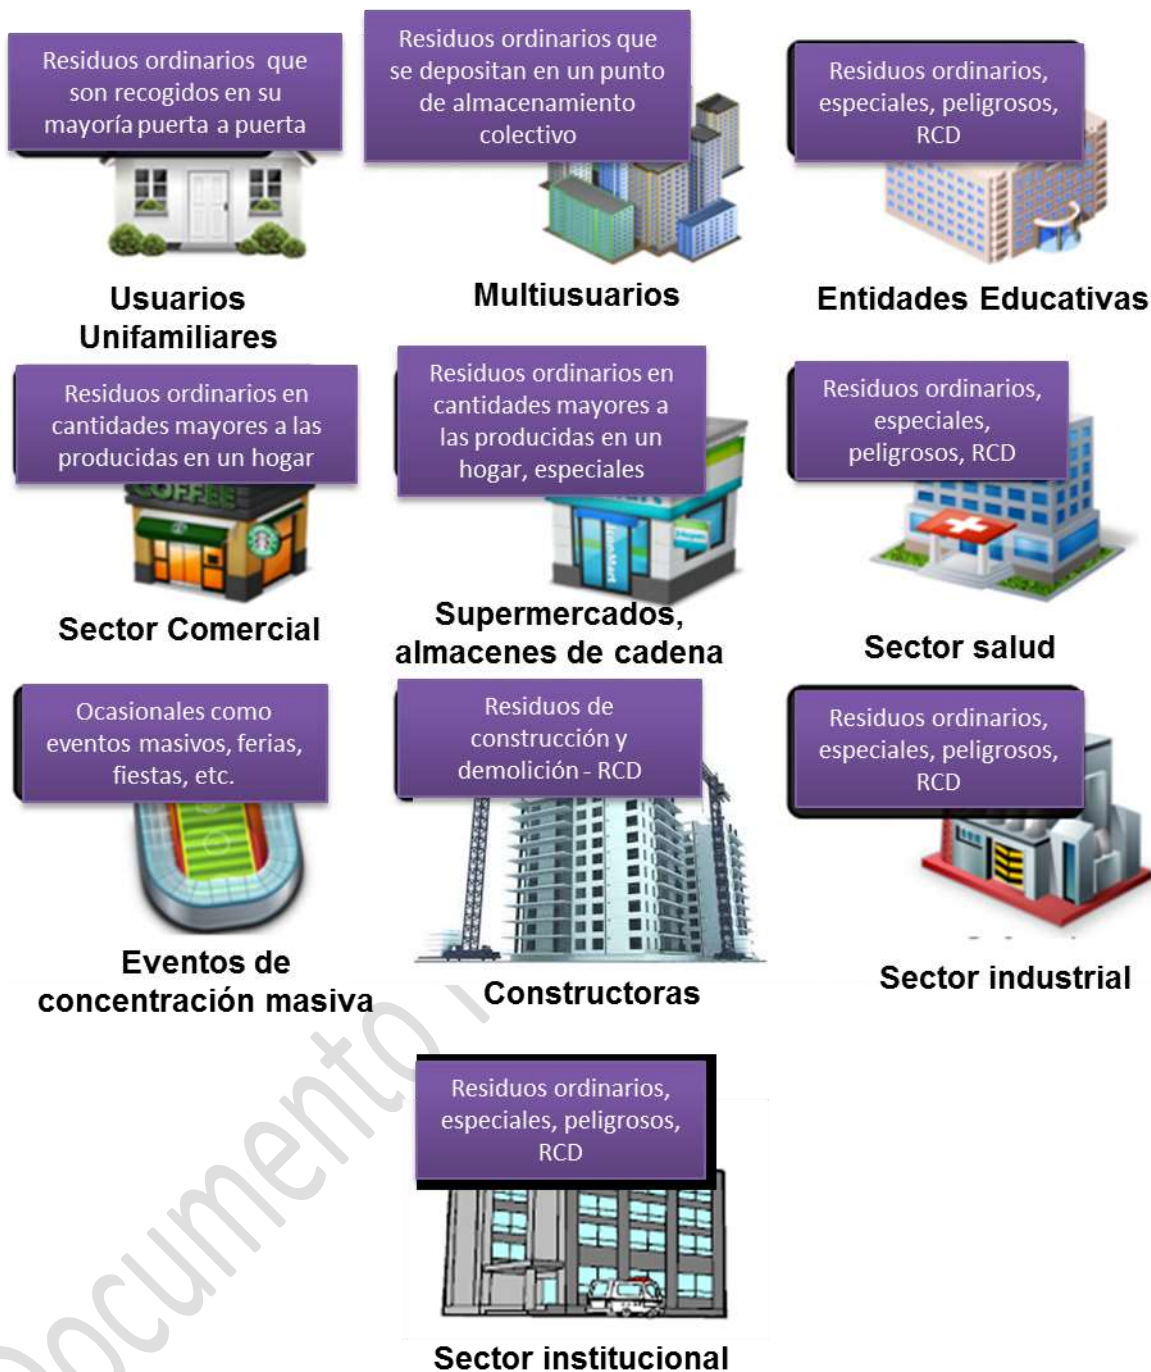 Residuos ordinarios que
son recogidos en su
mayoría puerta a puerta
Usuarios
Unifamiliares
Residuos ordinarios que
se depositan en un punto
de almacenamiento
colectivo
Multiusuarios
Residuos ordinarios,
especiales, peligrosos,
RCD
Entidades Educativas
Residuos ordinarios en
cantidades mayores a las
producidas en un hogar
COFFEE
Sector Comercial
Residuos ordinarios en
cantidades mayores a
las producidas en un
hogar, especiales
Supermercados,
almacenes de cadena
Residuos ordinarios,
especiales,
peligrosos, RCD
Sector salud
Ocasionales como
eventos masivos, ferias,
fiestas, etc.
Eventos de
concentración masiva
Residuos de
construcción y
demolición - RCD
Constructoras
Residuos ordinarios,
especiales, peligrosos,
RCD
Sector industrial
Residuos ordinarios,
especiales, peligrosos,
RCD
Sector institucional
Documento